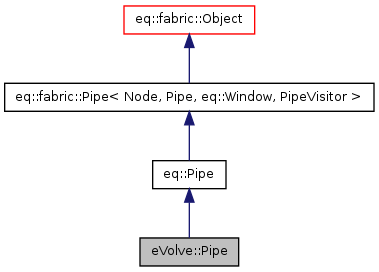 eq::fabric::Object
eq::fabric::Pipe< Node, Pipe, eq::Window, PipeVisitor >
eq::Pipe
eVolve::Pipe